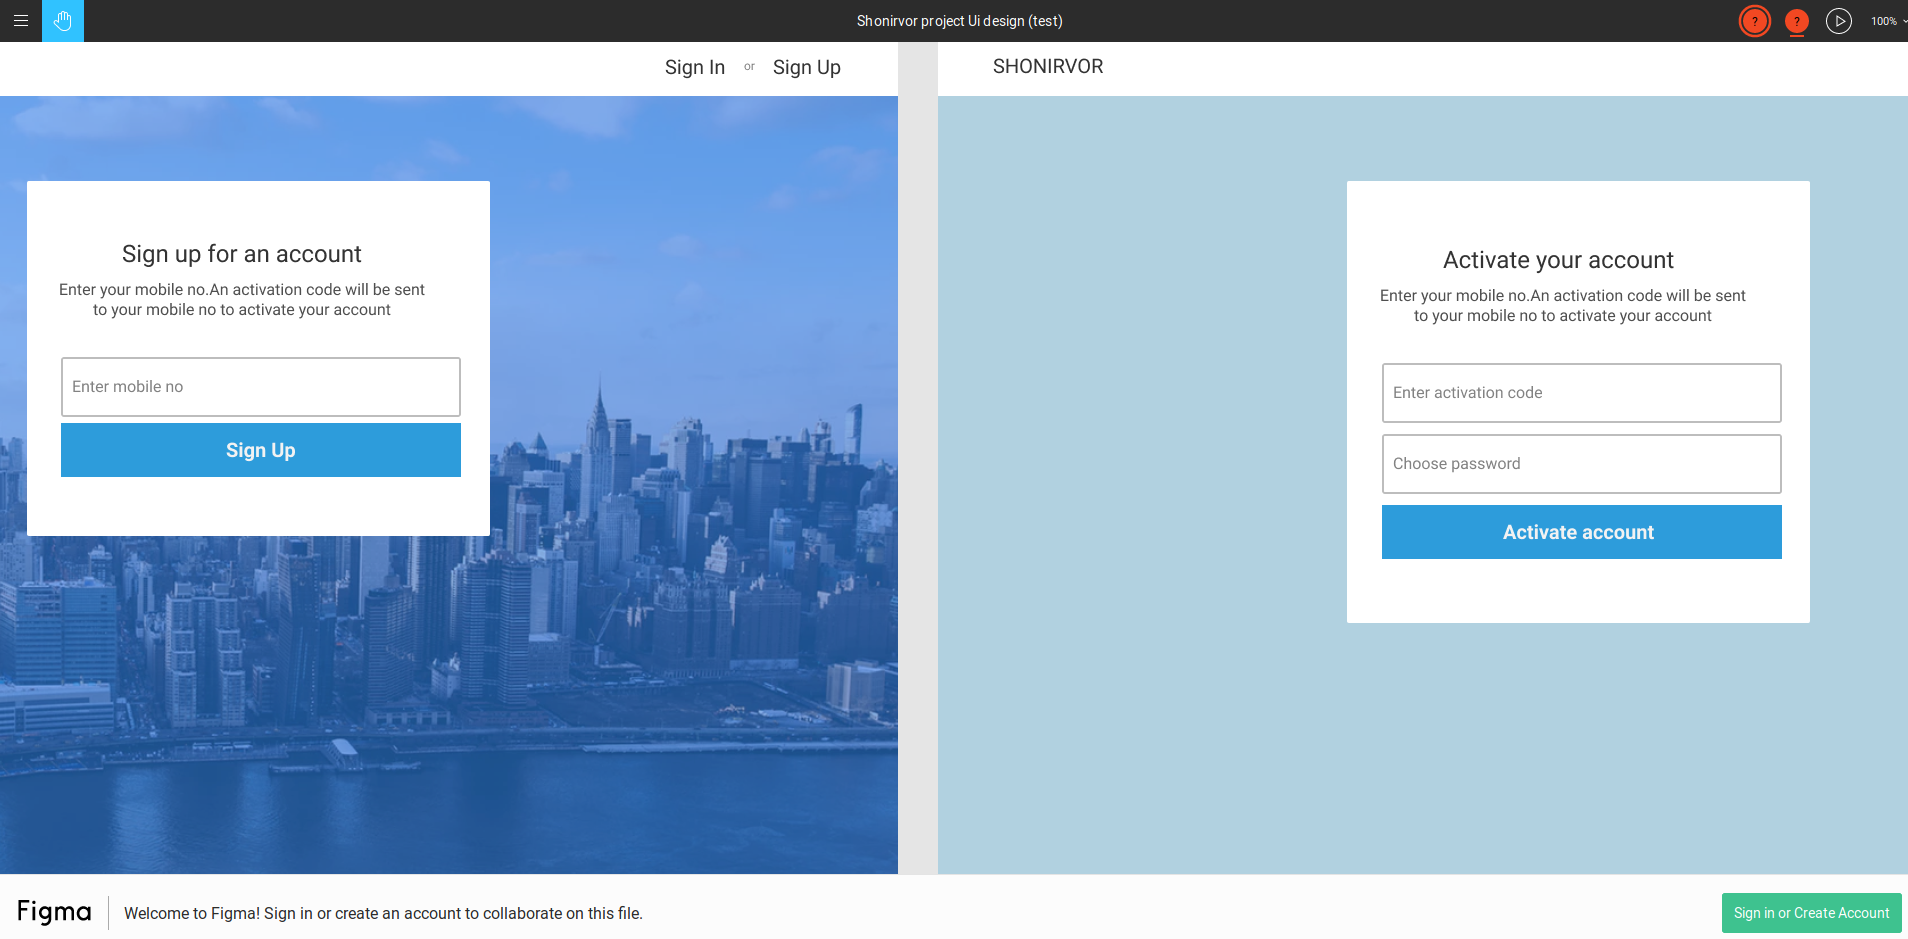 Shonirvor project Ui design (test)
?
?
100%
Sign In or Sign Up
Sign up for an account
Enter your mobile no.An activation code will be sent
to your mobile no to activate your account
Enter mobile no
Sign Up
SHONIRVOR
Activate your account
Enter your mobile no.An activation code will be sent
to your mobile no to activate your account
Enter activation code
Choose password
Activate account
Figma
Welcome to Figma! Sign in or create an account to collaborate on this file.
Sign in or Create Account